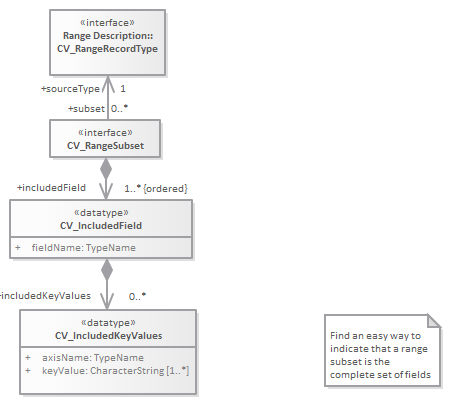 «interface»
Range Description::
CV_RangeRecordType
+sourceType 1
+subset 0..*
«interface»
CV_RangeSubset
+includedField 1..* {ordered}
«datatype»
CV_IncludedField
+ fieldName: TypeName
+includedKeyValues 0..*
«datatype»
CV_IncludedKeyValues
+ axisName: TypeName
+ keyValue: CharacterString [1..*]
Find an easy way to
indicate that a range
subset is the
complete set of fields